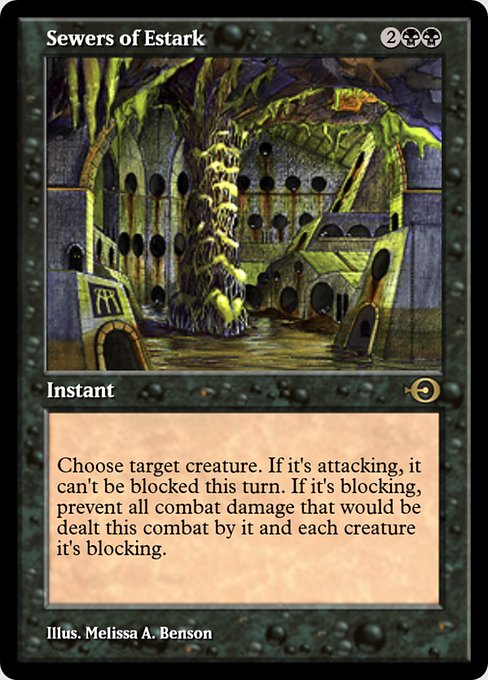 Sewers of Estark 2
Instant
Choose target creature. If it's attacking, it
can't be blocked this turn. If it's blocking,
prevent all combat damage that would be
dealt this combat by it and each creature
it's blocking.
Illus. Melissa A. Benson